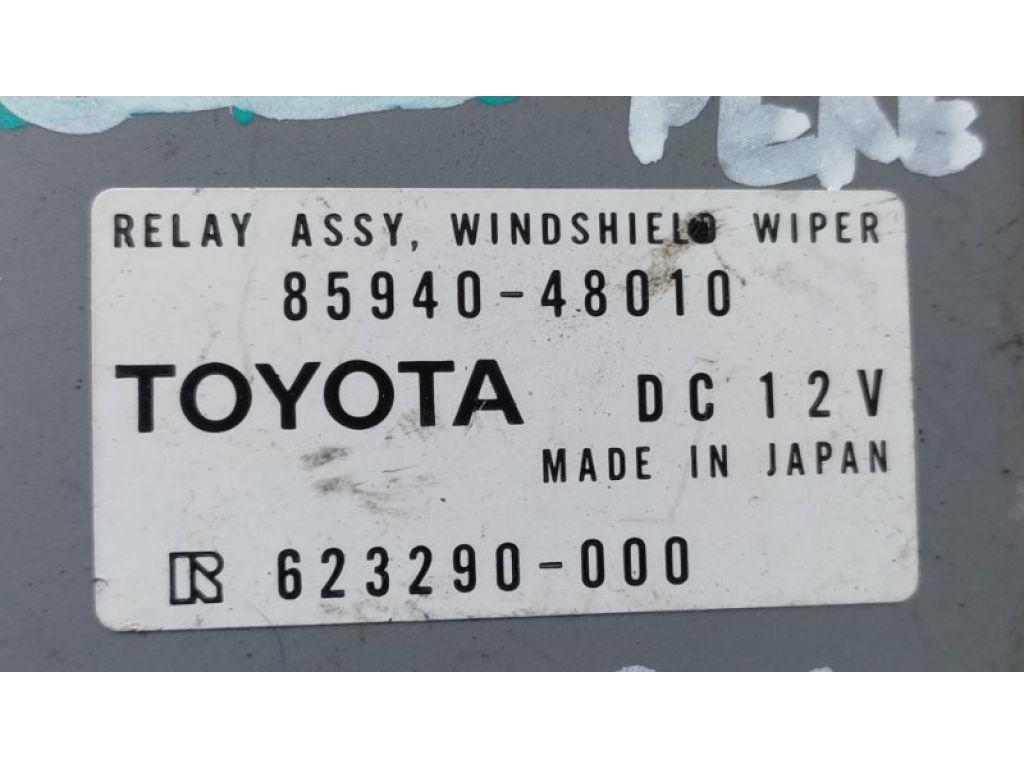 RELAY ASSY, WINDSHIELD WIPER
85940-48010
TOYOTA DC 12V
MADE IN JAPAN
R 623290-000